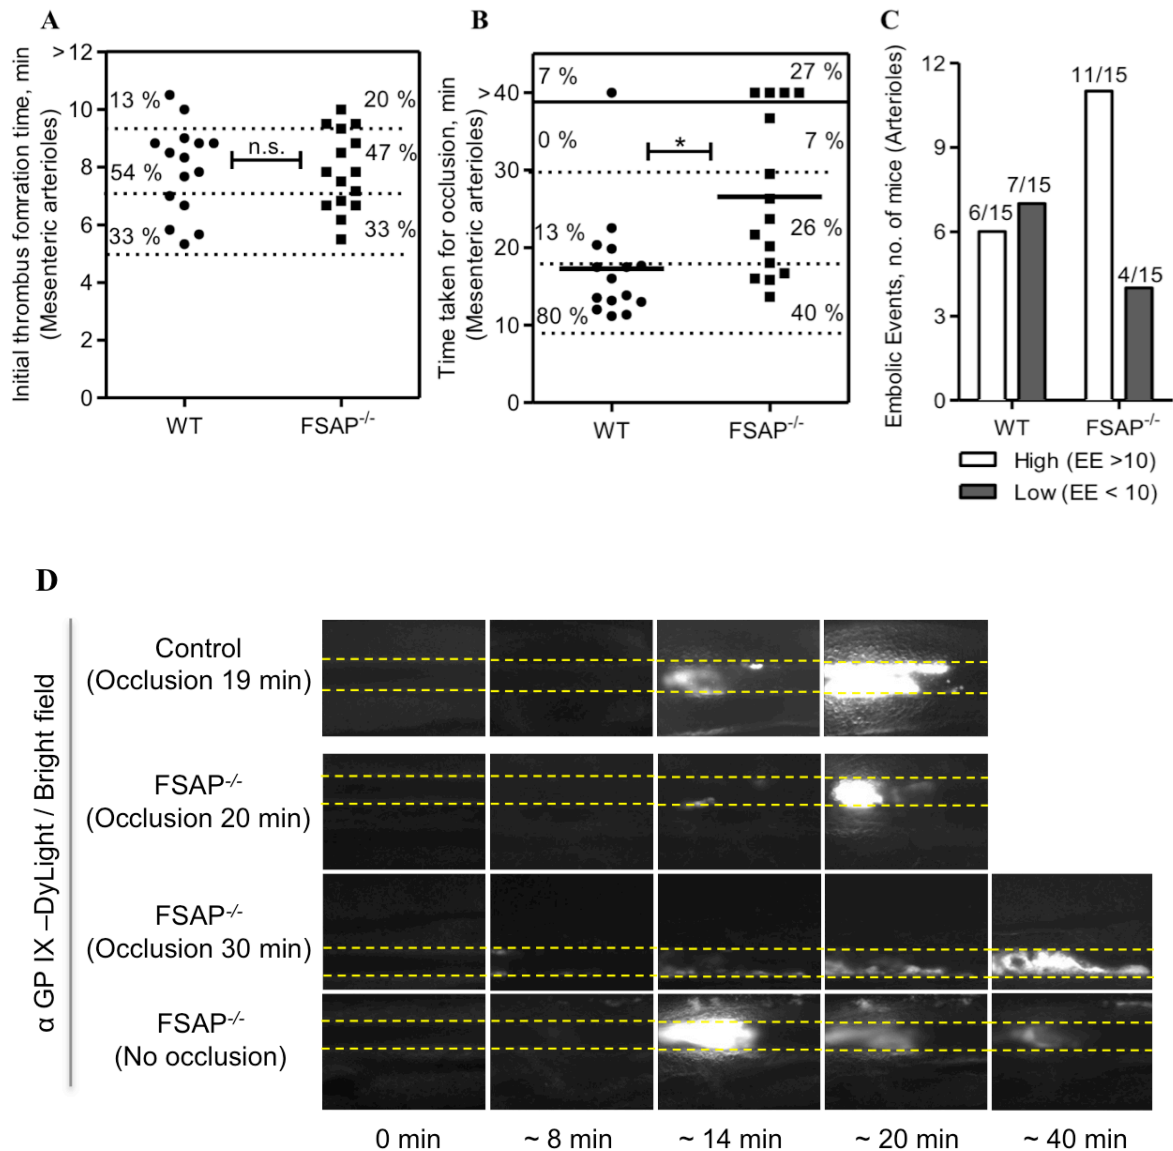 A
Initial thrombus fomration time, min
(Mesenteric arterioles)
>12
10
8
6
4
2
0
13 %
54 %
33 %
n.s.
20 %
47 %
33 %
WT
FSAP-/-
B
Time taken for occlusion, min
(Mesenteric arterioles)
>40
30
20
10
0
7 %
0 %
13 %
80 %
*
27 %
7 %
26 %
40 %
WT
FSAP-/-
C
Embolic Events, no. of mice (Arterioles)
12
9
6
3
0
6/15
7/15
11/15
4/15
WT
FSAP-/-
High (EE >10)
Low (EE < 10)
D
α GP IX –DyLight / Bright field
Control
(Occlusion 19 min)
FSAP-/-
(Occlusion 20 min)
FSAP-/-
(Occlusion 30 min)
FSAP-/-
(No occlusion)
0 min
~ 8 min
~ 14 min
~ 20 min
~ 40 min